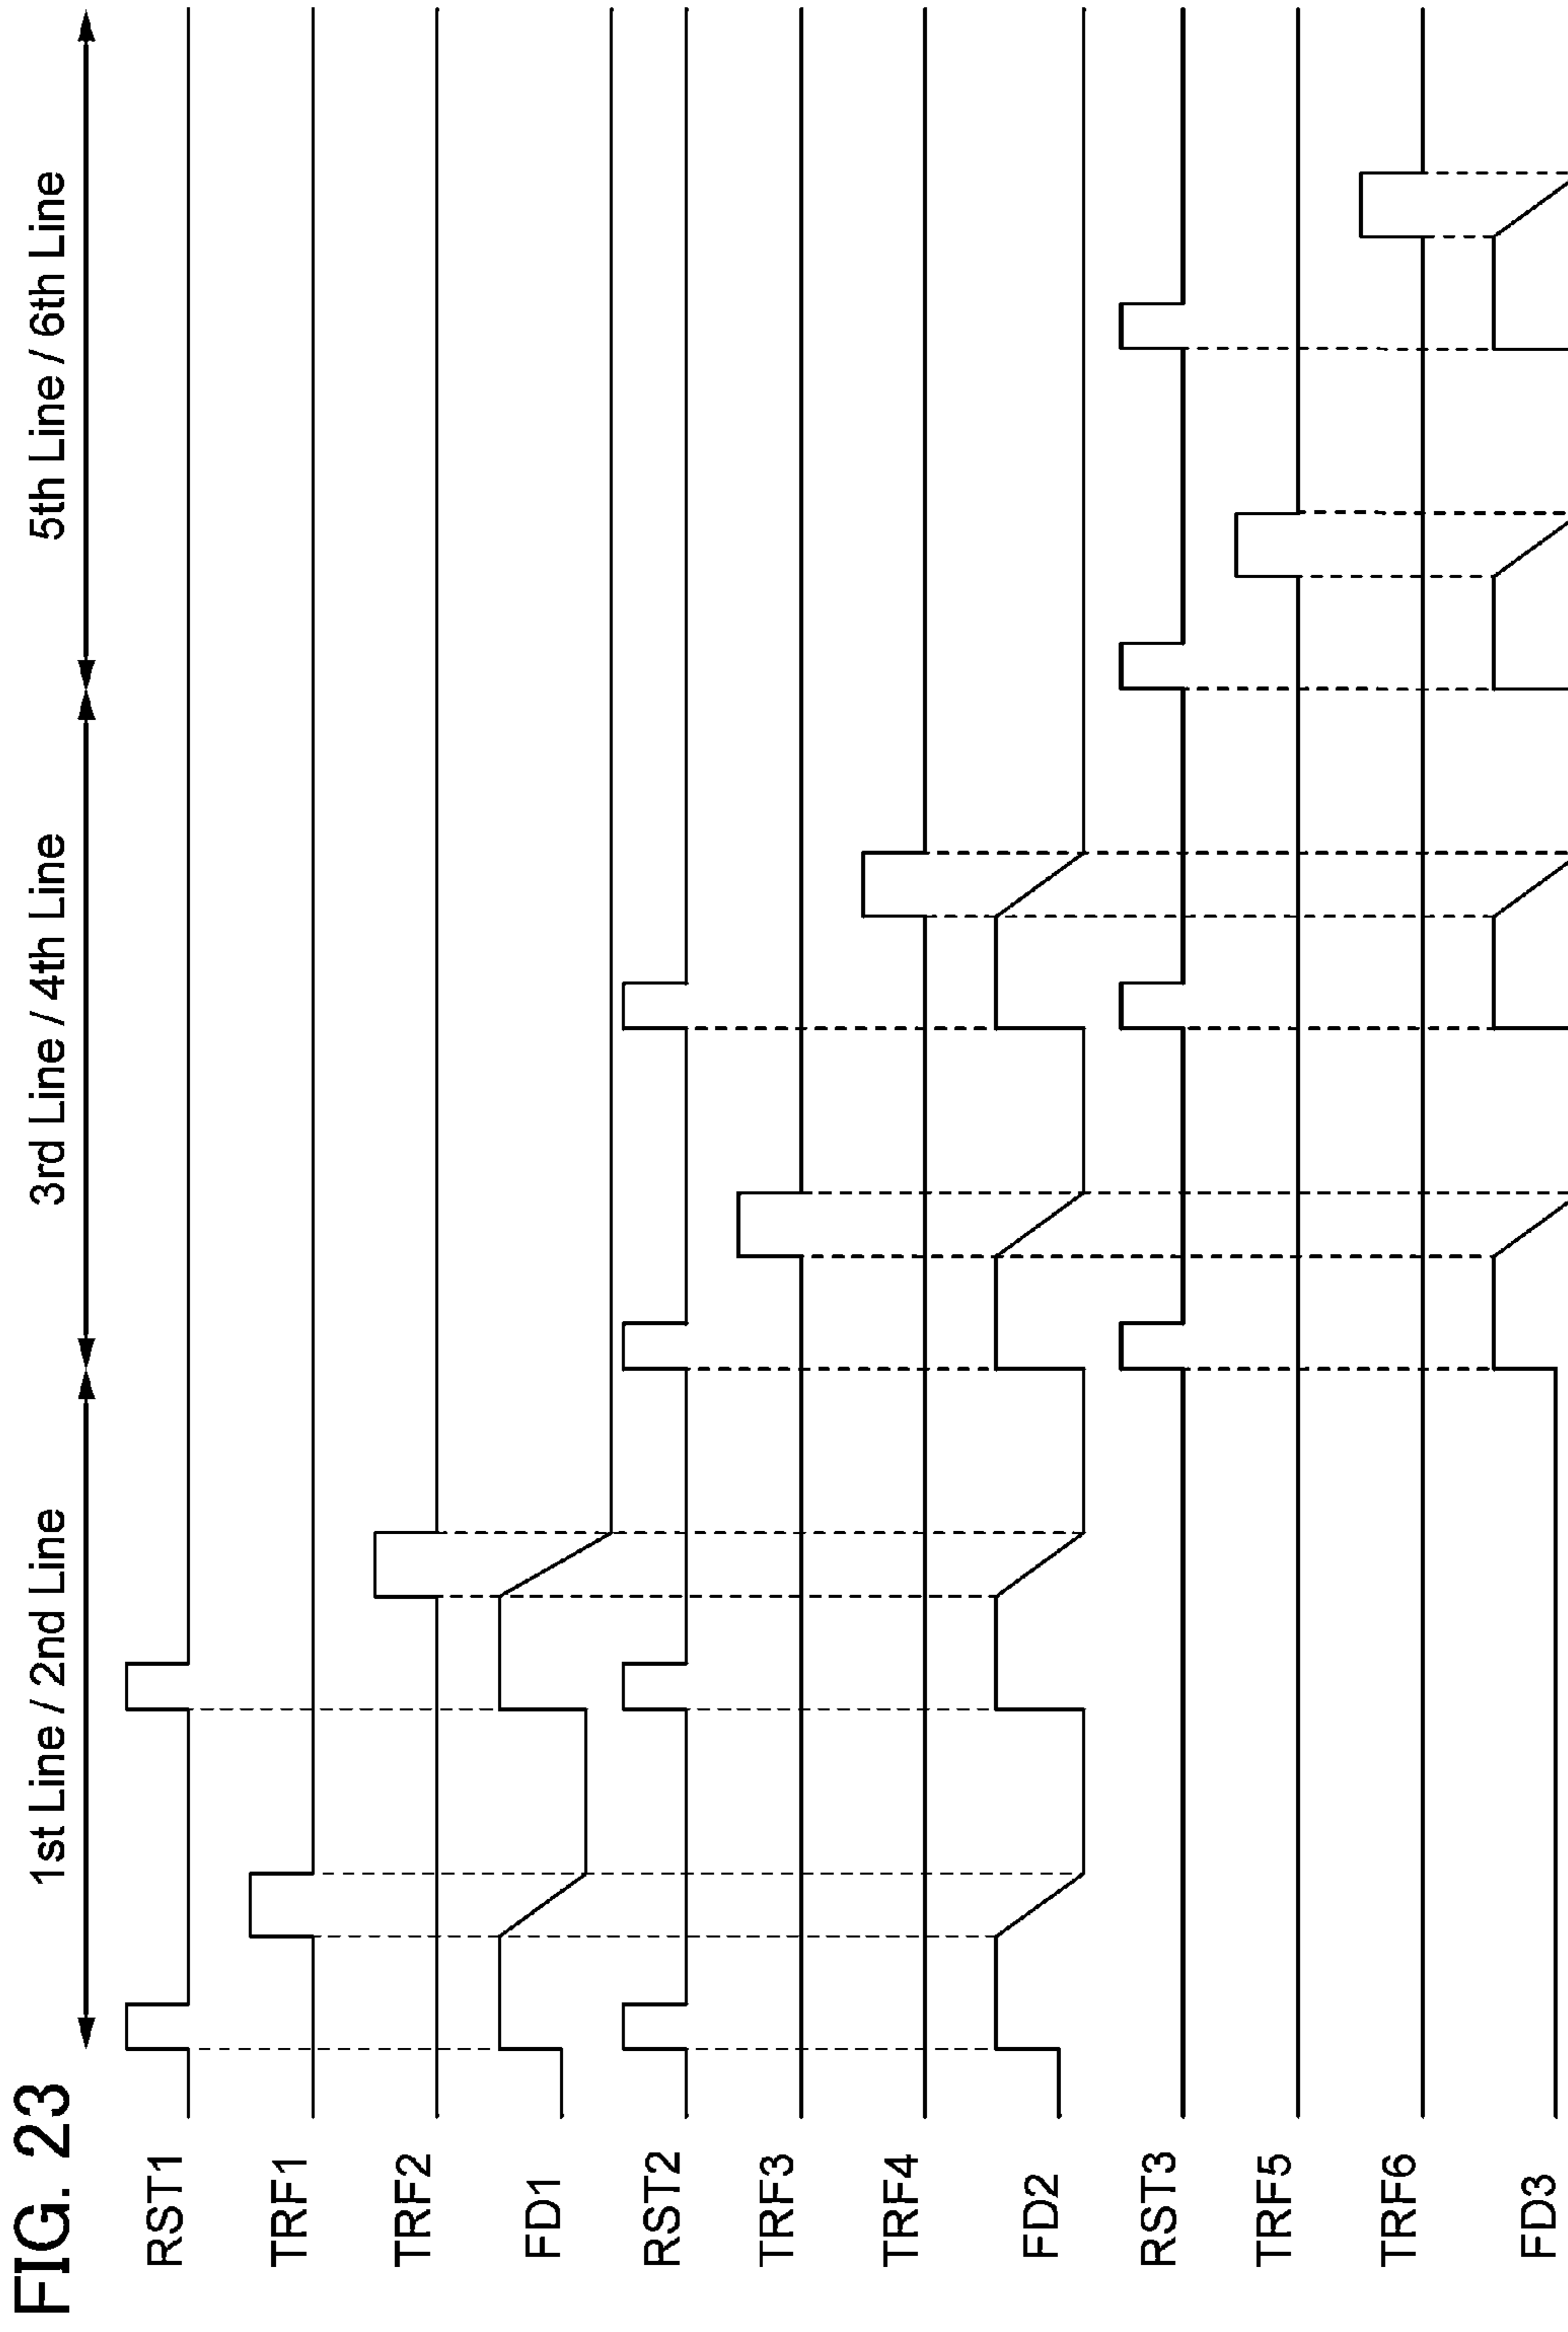 FIG. 23
1st Line / 2nd Line
3rd Line / 4th Line
5th Line / 6th Line
RST1
TRF1
TRF2
FD1
RST2
TRF3
TRF4
FD2
RST3
TRF5
TRF6
FD3